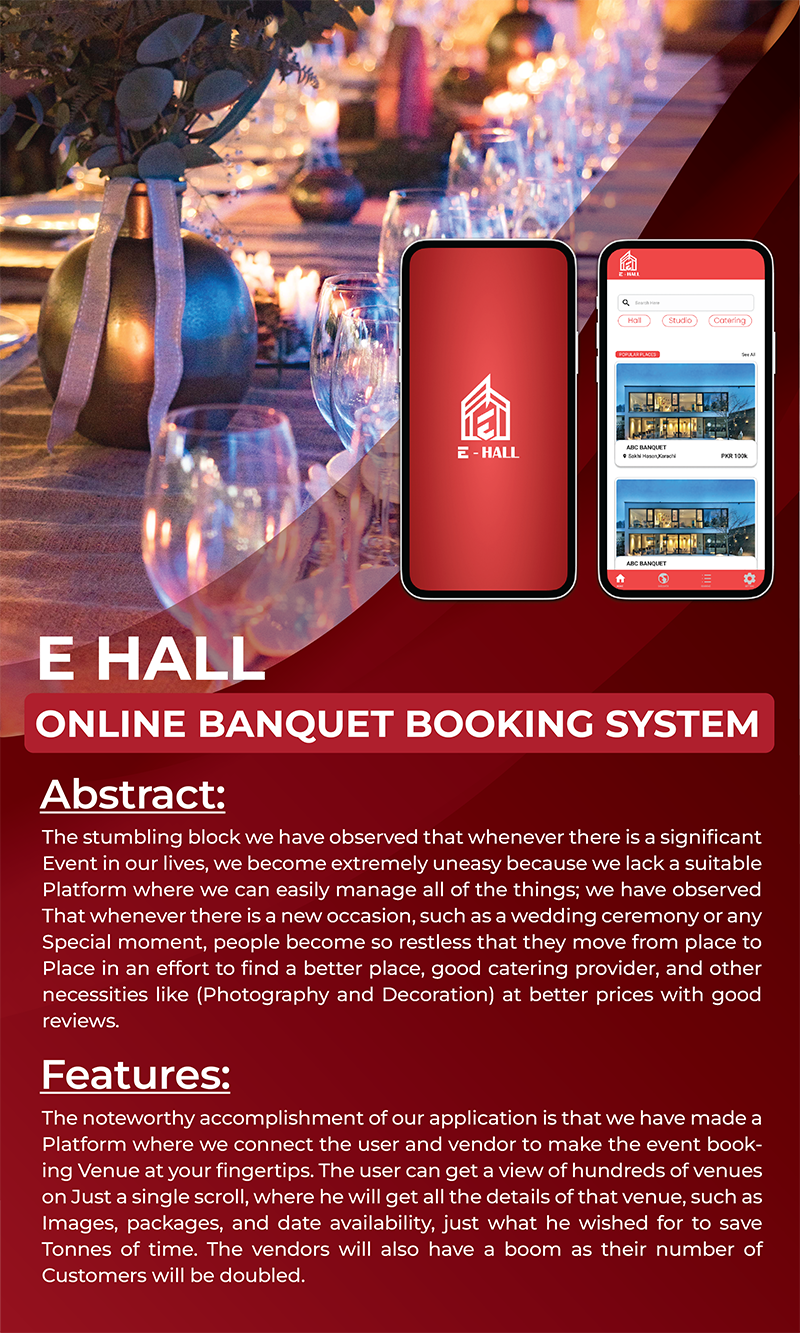 E - HALL
E - HALL
Search Here
Hall
Studio
Catering
POPULAR PLACES
See All
ABC BANQUET
Sakhi Hasan,Karachi
PKR 100k
ABC BANQUET
E HALL
ONLINE BANQUET BOOKING SYSTEM
Abstract:
The stumbling block we have observed that whenever there is a significant
Event in our lives, we become extremely uneasy because we lack a suitable
Platform where we can easily manage all of the things; we have observed
That whenever there is a new occasion, such as a wedding ceremony or any
Special moment, people become so restless that they move from place to
Place in an effort to find a better place, good catering provider, and other
necessities like (Photography and Decoration) at better prices with good
reviews.
Features:
The noteworthy accomplishment of our application is that we have made a
Platform where we connect the user and vendor to make the event book-
ing Venue at your fingertips. The user can get a view of hundreds of venues
on Just a single scroll, where he will get all the details of that venue, such as
Images, packages, and date availability, just what he wished for to save
Tonnes of time. The vendors will also have a boom as their number of
Customers will be doubled.